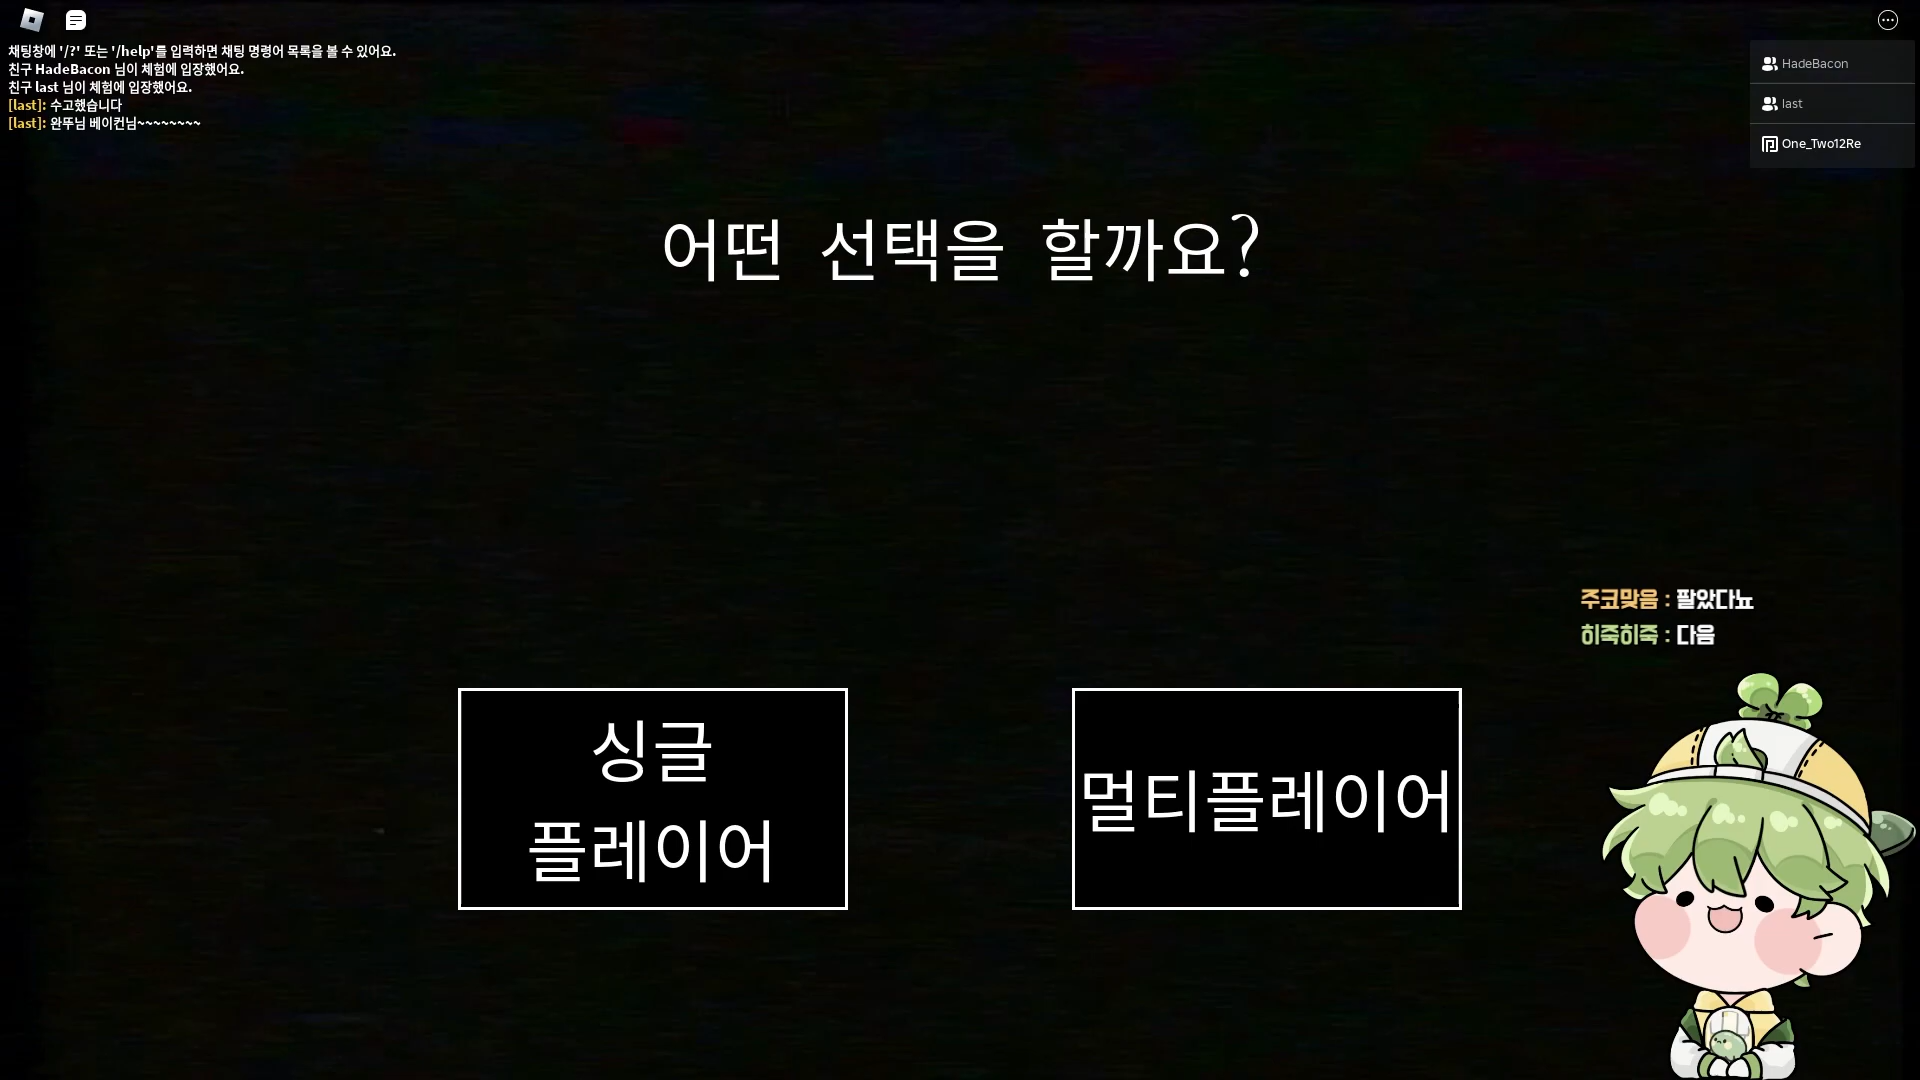 채팅창에 '/?' 또는 '/help'를 입력하면 채팅 명령어 목록을 볼 수 있어요.
친구 HadeBacon 님이 체험에 입장했어요.
친구 last 님이 체험에 입장했어요.
[last]: 수고했습니다
[last]: 완뚜님 베이컨님~~~~~~~~
HadeBacon
last
One_Two12Re
어떤 선택을 할까요?
주코맞음 : 팔았다뇨
히죽히죽 : 다음
싱글
플레이어
멀티플레이어